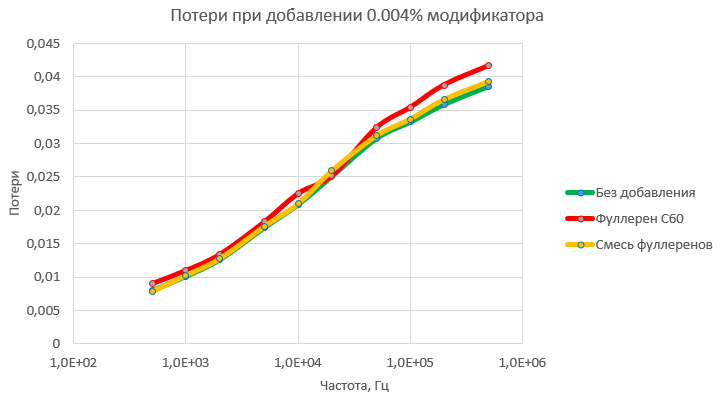 Потери при добавлении 0.004% модификатора
0,045
0,04
0,035
0,03
0,025
0,02
0,015
0,01
0,005
0
Потери
1,0E+02
1,0E+03
1,0E+04
1,0E+05
1,0E+06
Частота, Гц
Без добавления
Фуллерен С60
Смесь фуллеренов